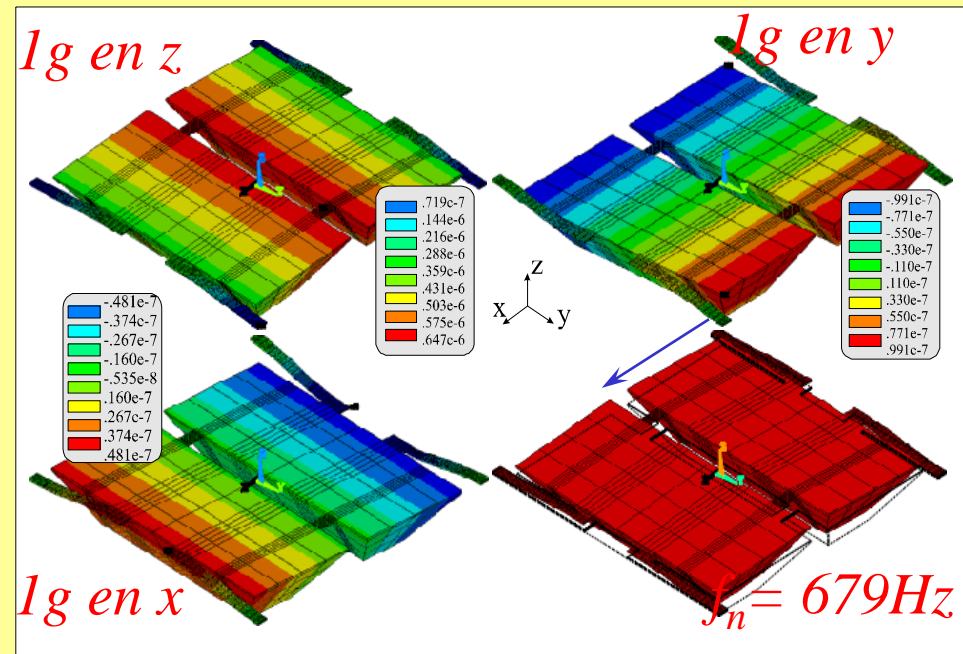 1g en z
1g en y
.719c-7
.144e-6
.216e-6
.288e-6
.359c-6
.431e-6
.503e-6
.575e-6
.647c-6
-.991c-7
-.771e-7
-.550e-7
-.330e-7
-.110e-7
.110e-7
.330e-7
.550c-7
.771e-7
.991c-7
z
x
y
-.481e-7
-.374c-7
-.267e-7
-.160e-7
-.535e-8
.160e-7
.267c-7
.374e-7
.481e-7
1g en x
fn = 679Hz